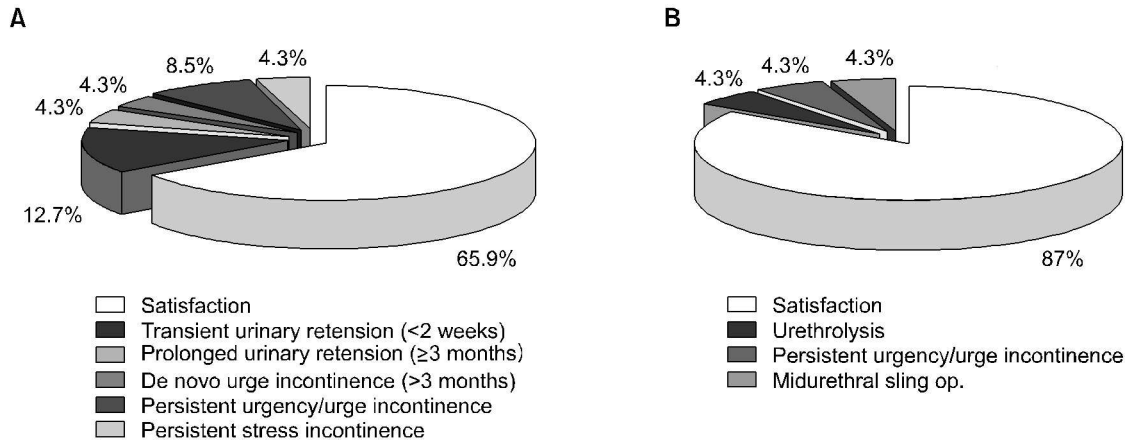 A
4.3%
8.5%
4.3%
4.3%
12.7%
65.9%
Satisfaction
Transient urinary retension (<2 weeks)
Prolonged urinary retension (≥3 months)
De novo urge incontinence (>3 months)
Persistent urgency/urge incontinence
Persistent stress incontinence
B
4.3%
4.3%
4.3%
87%
Satisfaction
Urethrolysis
Persistent urgency/urge incontinence
Midurethral sling op.